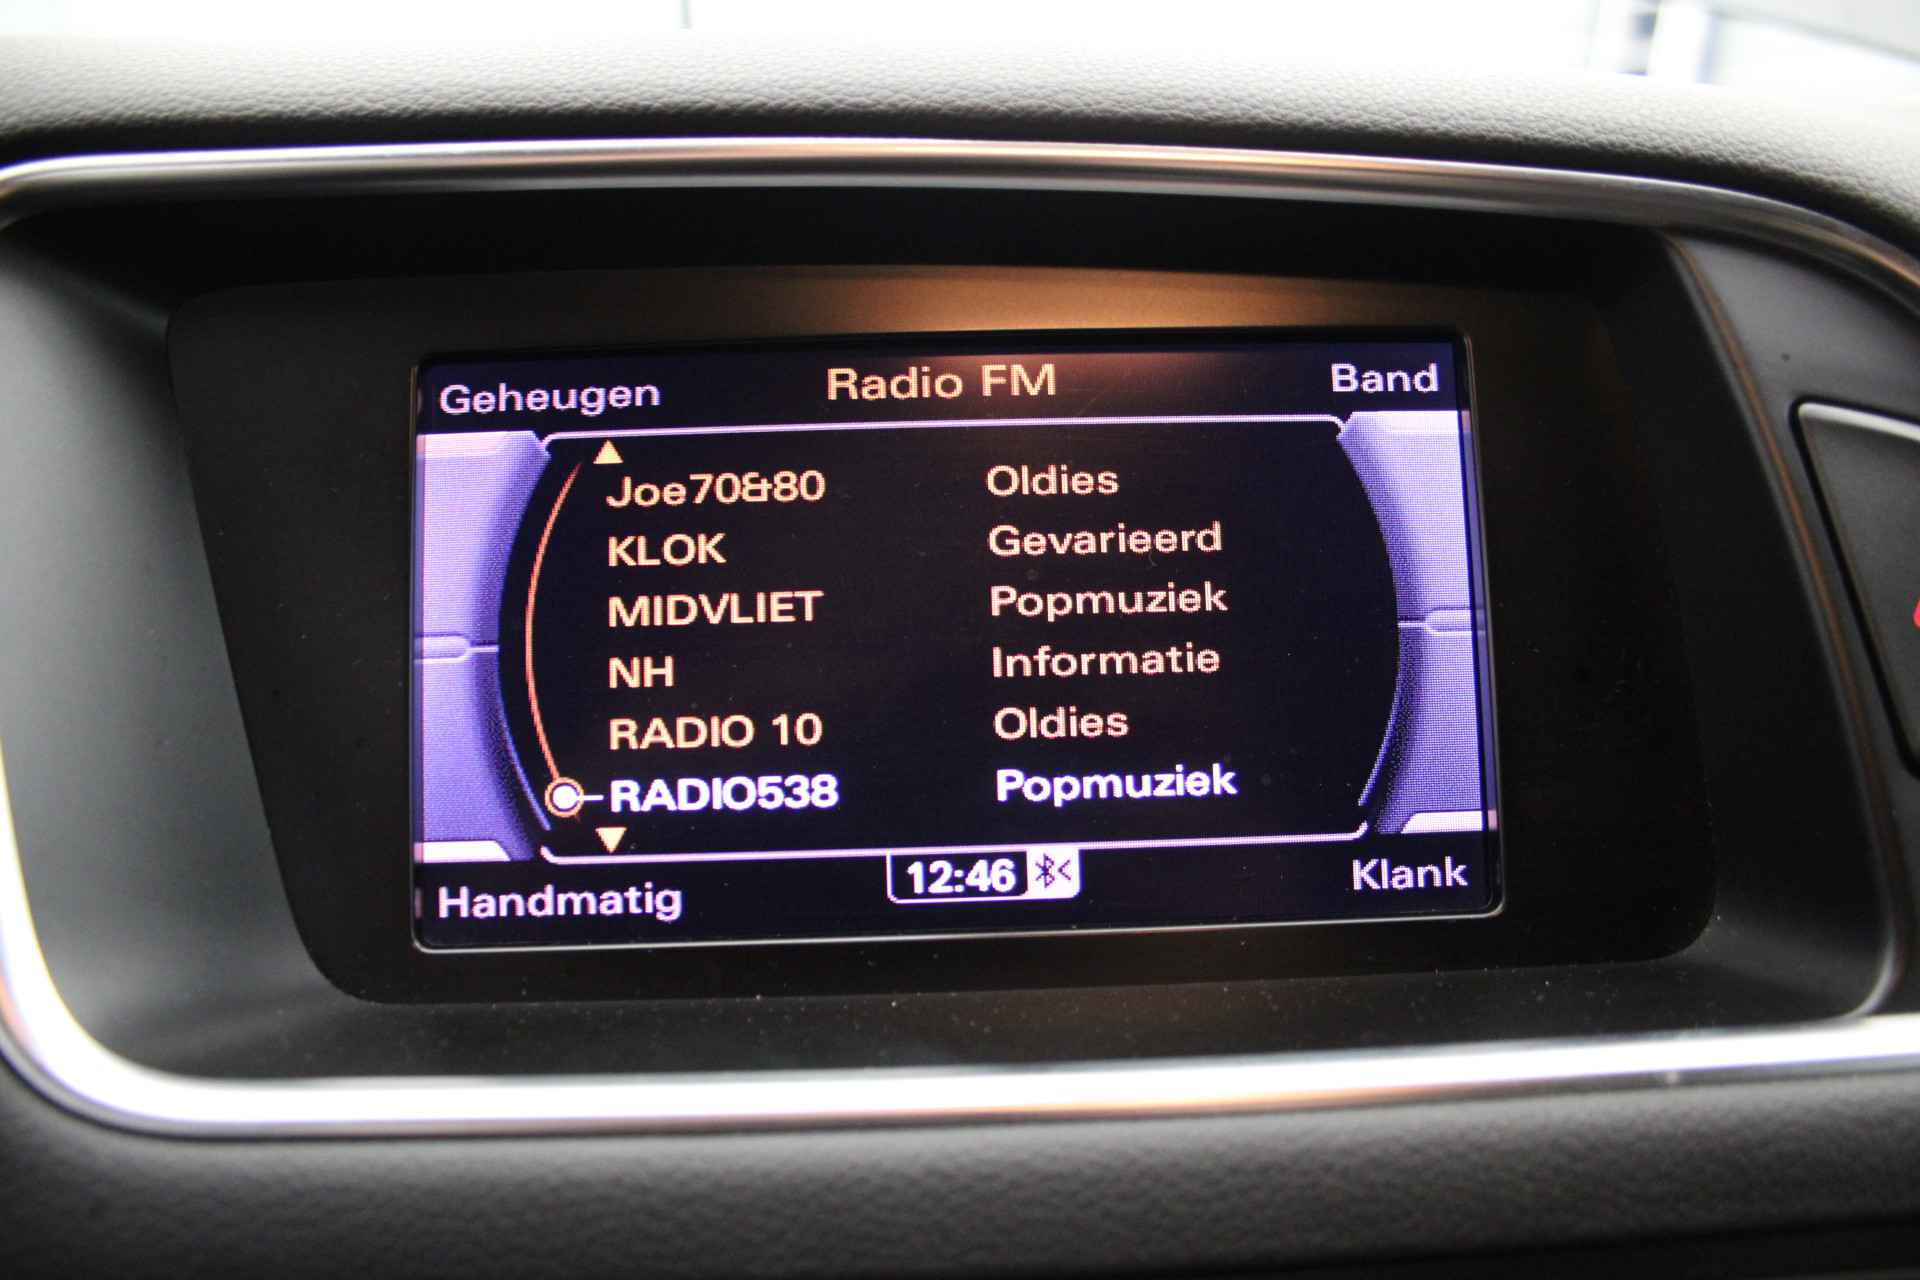 Geheugen Radio FM Band
Joe70&80 Oldies
KLOK Gevarieerd
MIDVLIET Popmuziek
NH Informatie
RADIO 10 Oldies
RADIO538 Popmuziek
Handmatig 12:46 Klank